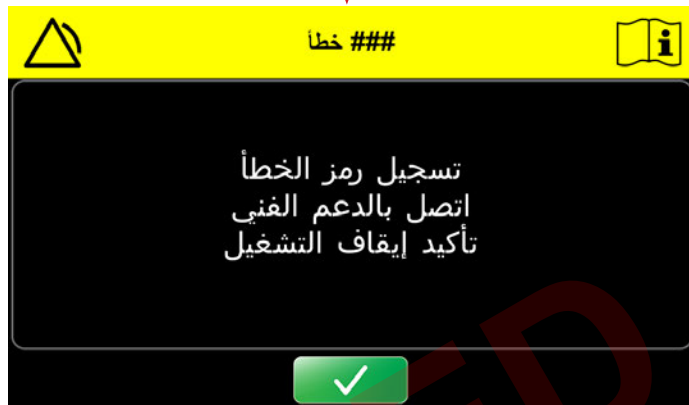 خطأ ###
تسجيل رمز الخطأ
اتصل بالدعم الفني
تأكيد إيقاف التشغيل